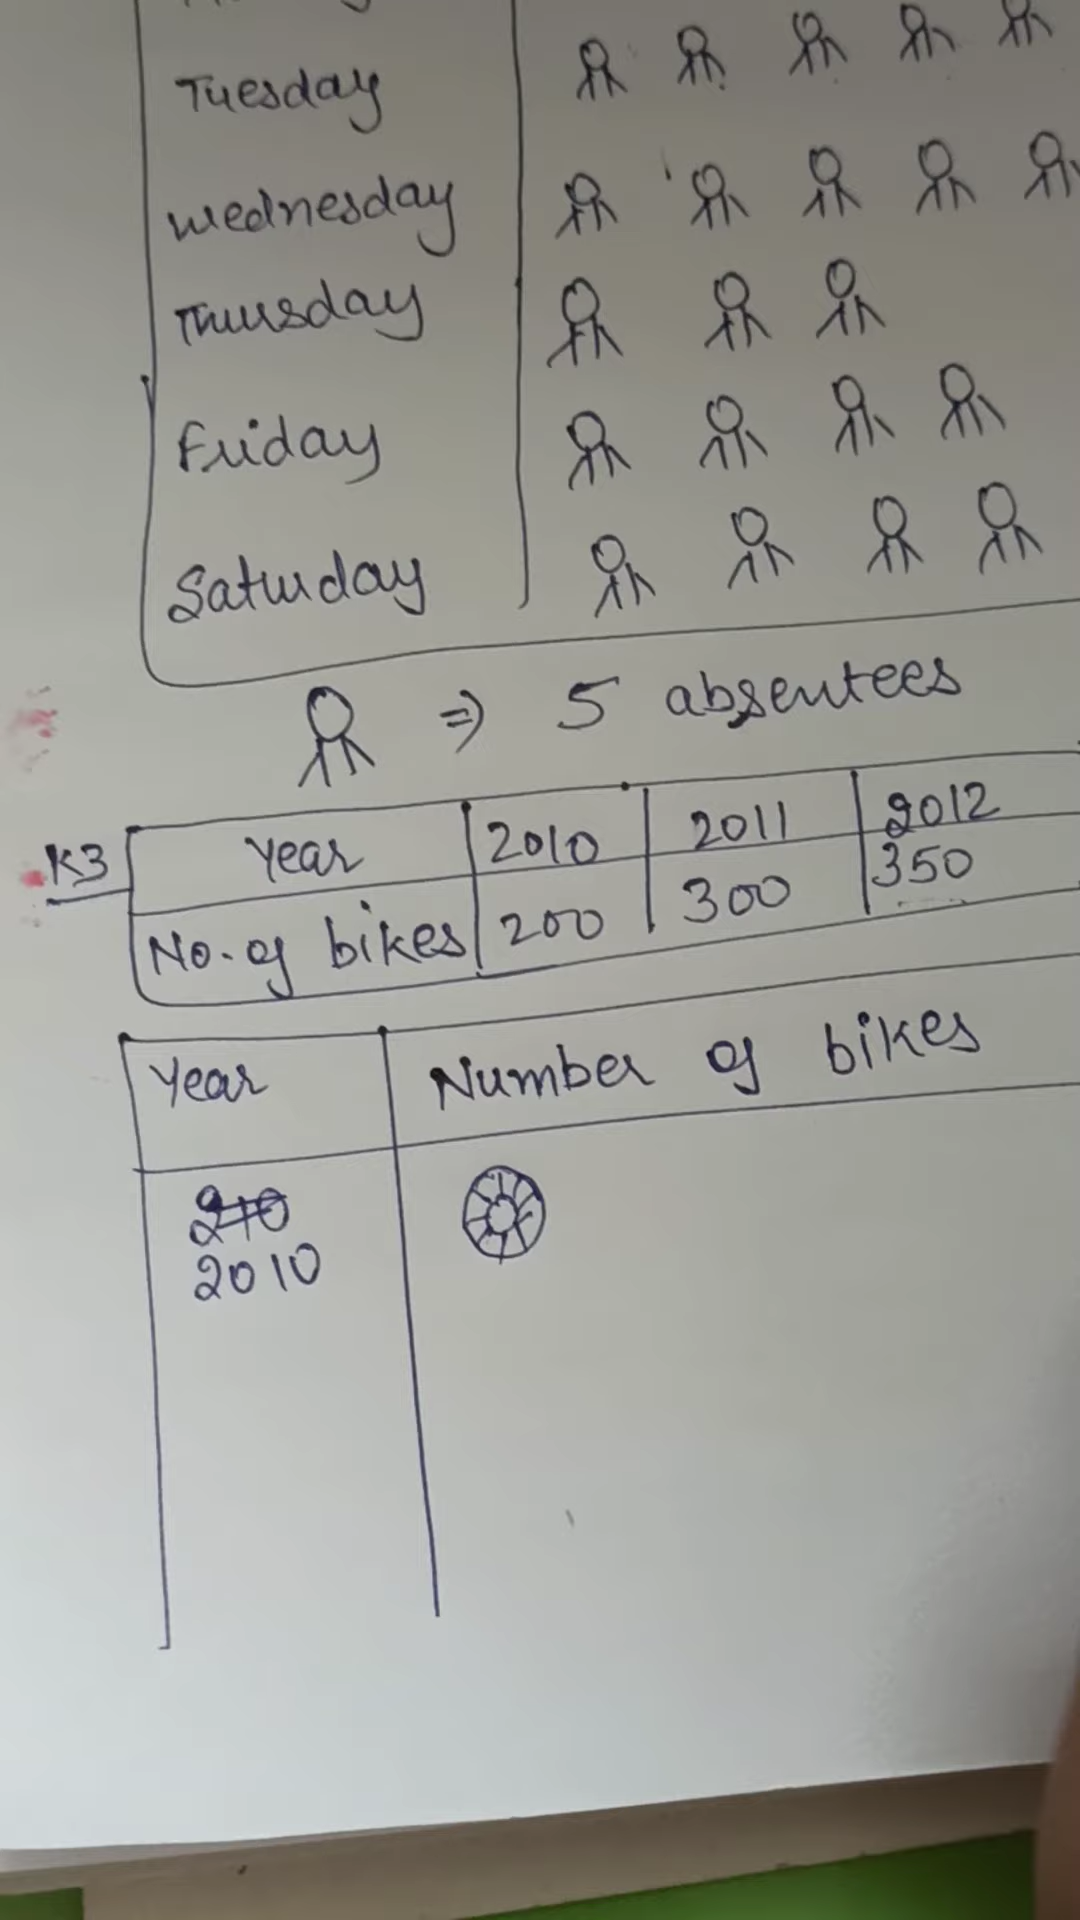 Tuesday
Wednesday
Thursday
Friday
Saturday
⇒ 5 absentees
K3
Year 2010 2011 2012
No. of bikes 200 300 350
Year Number of bikes
2010